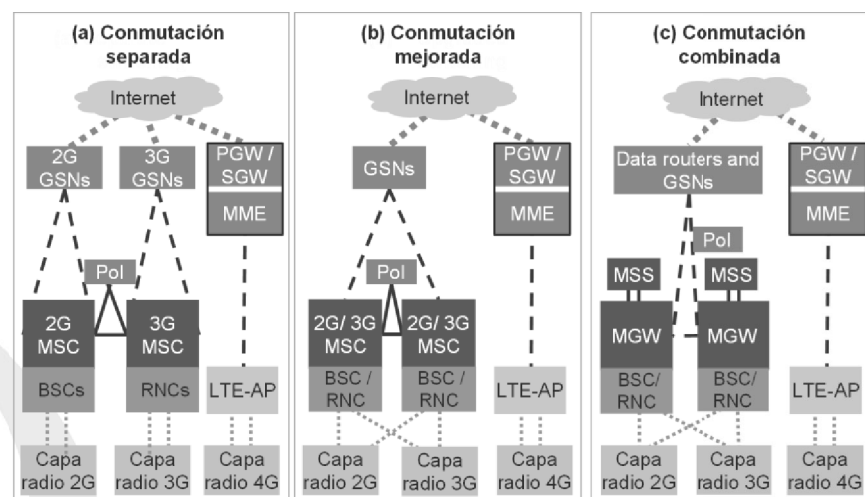 (a) Conmutación
separada
Internet
2G
GSNs
3G
GSNs
PGW /
SGW
MME
PoI
2G
MSC
3G
MSC
BSCs
RNCs
LTE-AP
Capa
radio 2G
Capa
radio 3G
Capa
radio 4G
(b) Conmutación
mejorada
Internet
GSNs
PGW /
SGW
MME
PoI
2G/ 3G
MSC
2G/ 3G
MSC
BSC /
RNC
BSC /
RNC
LTE-AP
Capa
radio 2G
Capa
radio 3G
Capa
radio 4G
(c) Conmutación
combinada
Internet
Data routers and
GSNs
PGW /
SGW
MME
PoI
MSS
MSS
MGW
MGW
BSC/
RNC
BSC/
RNC
LTE-AP
Capa
radio 2G
Capa
radio 3G
Capa
radio 4G